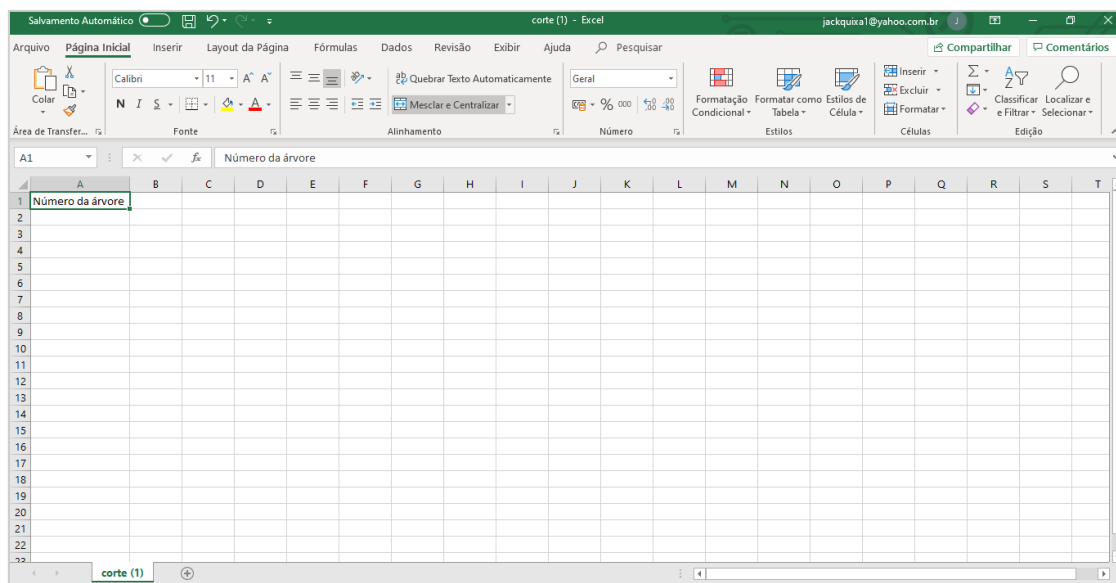 Salvamento Automático
corte (1) - Excel
jackquixa1@yahoo.com.br J
Arquivo Página Inicial Inserir Layout da Página Fórmulas Dados Revisão Exibir Ajuda Pesquisar
Compartilhar Comentários
Colar
Calibri 11 A^ A˅
N I S A
ab Quebrar Texto Automaticamente
Mesclar e Centralizar
Geral
% 000
Formatação Condicional
Formatar como Tabela
Estilos de Célula
Inserir
Excluir
Formatar
Classificar e Filtrar
Localizar e Selecionar
Área de Transfer... Fonte Alinhamento Número Estilos Células Edição
A1 fx Número da árvore
A B C D E F G H I J K L M N O P Q R S T
1 Número da árvore
2
3
4
5
6
7
8
9
10
11
12
13
14
15
16
17
18
19
20
21
22
23
corte (1)